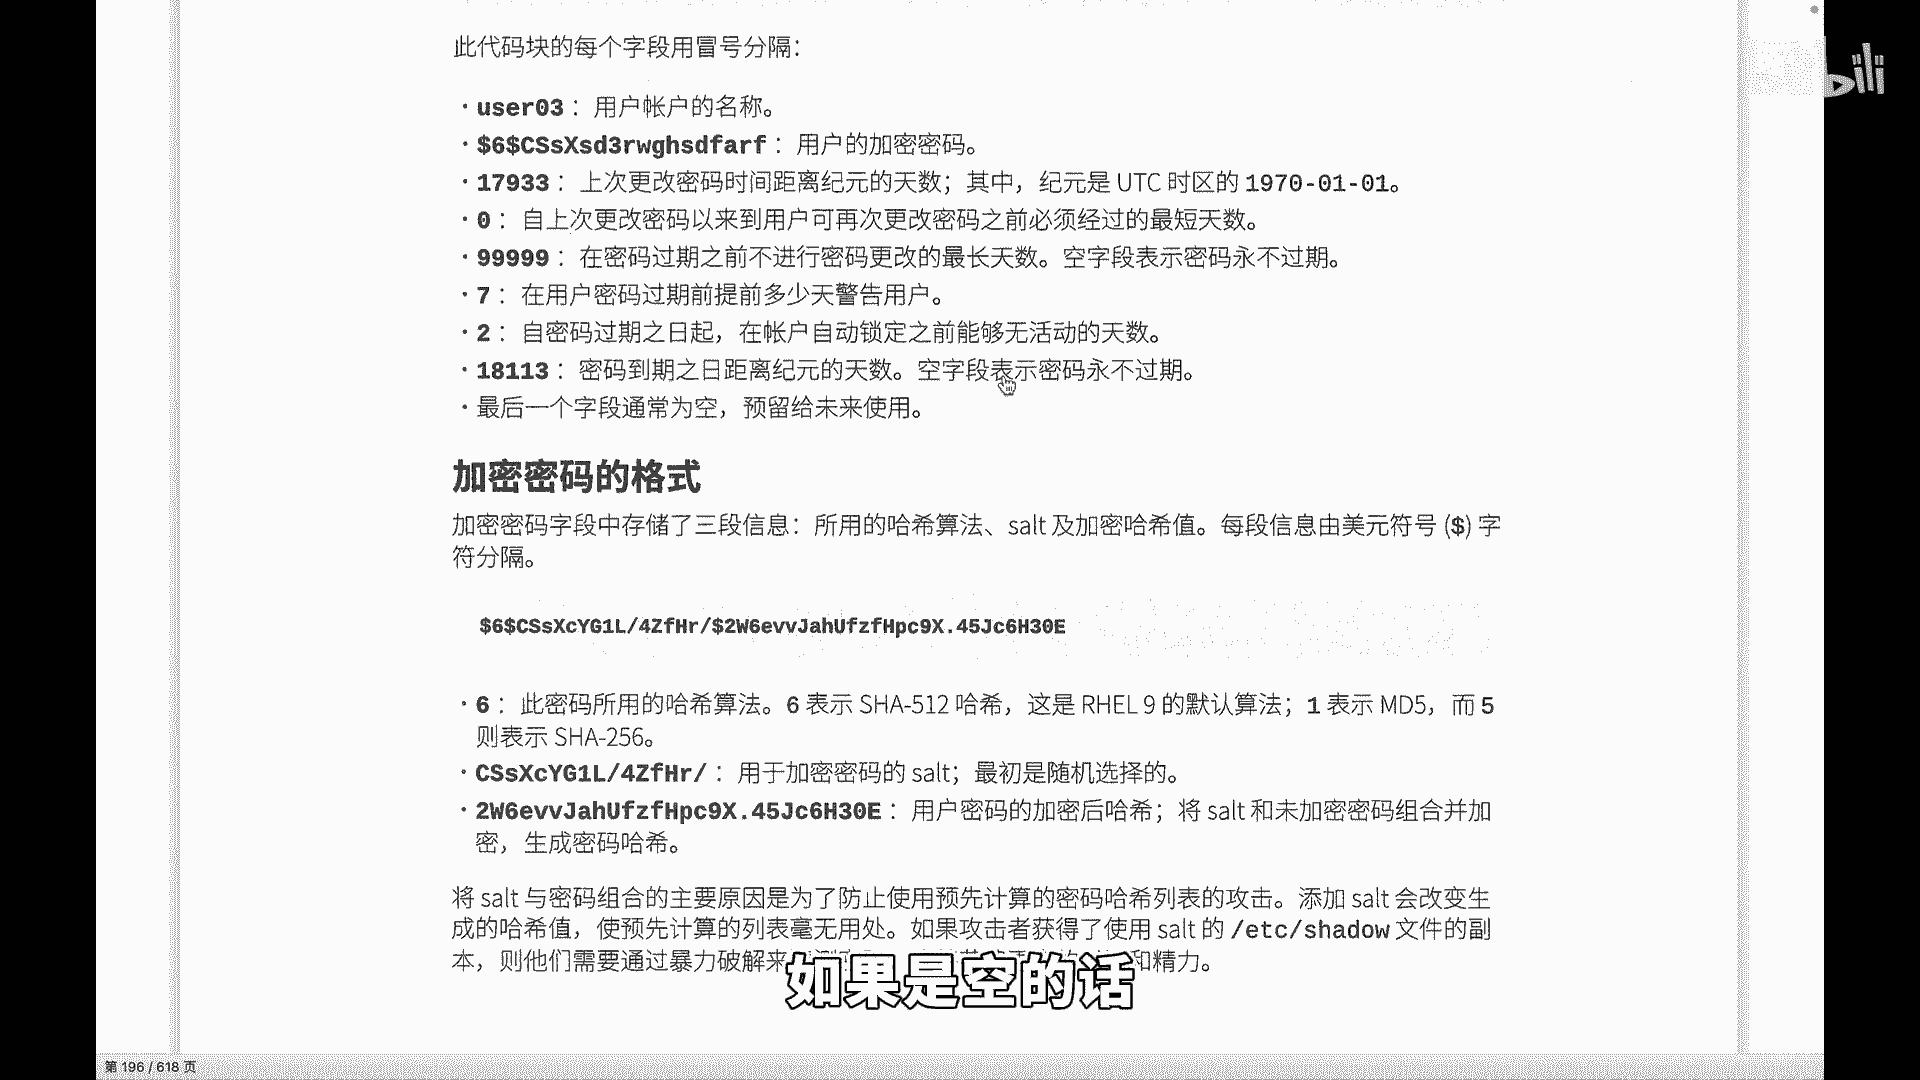 此代码块的每个字段用冒号分隔：
bili
· user03： 用户帐户的名称。
· $6$CSsXsd3rwghsdfarf： 用户的加密密码。
· 17933： 上次更改密码时间距离纪元的天数；其中，纪元是 UTC 时区的 1970-01-01。
· 0： 自上次更改密码以来到用户可再次更改密码之前必须经过的最短天数。
· 99999： 在密码过期之前不进行密码更改的最长天数。空字段表示密码永不过期。
· 7： 在用户密码过期前提前多少天警告用户。
· 2： 自密码过期之日起，在帐户自动锁定之前能够无活动的天数。
· 18113： 密码到期之日距离纪元的天数。空字段表示密码永不过期。
· 最后一个字段通常为空，预留给未来使用。
加密密码的格式
加密密码字段中存储了三段信息：所用的哈希算法、salt 及加密哈希值。每段信息由美元符号 ($) 字
符分隔。
$6$CSsXcYG1L/4ZfHr/$2W6evvJahUfzfHpc9X.45Jc6H30E
· 6： 此密码所用的哈希算法。6 表示 SHA-512 哈希，这是 RHEL 9 的默认算法；1 表示 MD5，而 5
则表示 SHA-256。
· CSsXcYG1L/4ZfHr/： 用于加密密码的 salt；最初是随机选择的。
· 2W6evvJahUfzfHpc9X.45Jc6H30E： 用户密码的加密后哈希；将 salt 和未加密密码组合并加
密，生成密码哈希。
将 salt 与密码组合的主要原因是为了防止使用预先计算的密码哈希列表的攻击。添加 salt 会改变生
成的哈希值，使预先计算的列表毫无用处。如果攻击者获得了使用 salt 的 /etc/shadow 文件的副
本，则他们需要通过暴力破解来 和精力。
如果是空的话
第 196 / 618 页